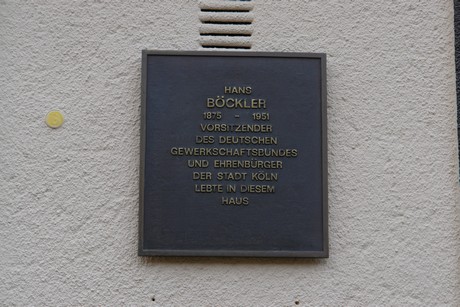 HANS
BÖCKLER
1875 - 1951
VORSITZENDER
DES DEUTSCHEN
GEWERKSCHAFTSBUNDES
UND EHRENBÜRGER
DER STADT KÖLN
LEBTE IN DIESEM
HAUS